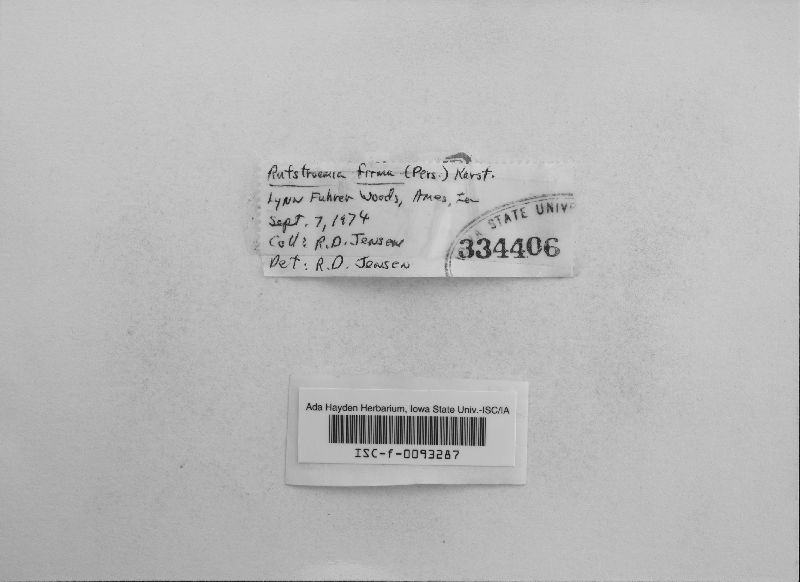 Rutstroemia firma (Pers.) Karst.
Lynn Fuhrer Woods, Ames, Ia
Sept. 7, 1974
Coll: R.D. Jensen
Det: R.D. Jensen
STATE UNIV
334406
Ada Hayden Herbarium, Iowa State Univ.-ISC/IA
ISC-f-0093287